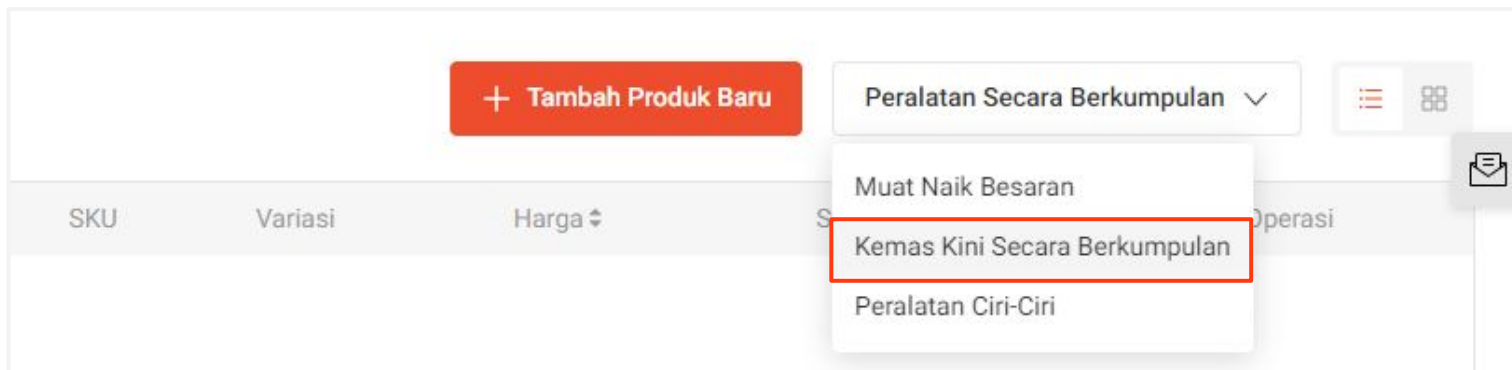 + Tambah Produk Baru
Peralatan Secara Berkumpulan
Muat Naik Besaran
SKU
Variasi
Harga
Kemas Kini Secara Berkumpulan
Peralatan Ciri-Ciri